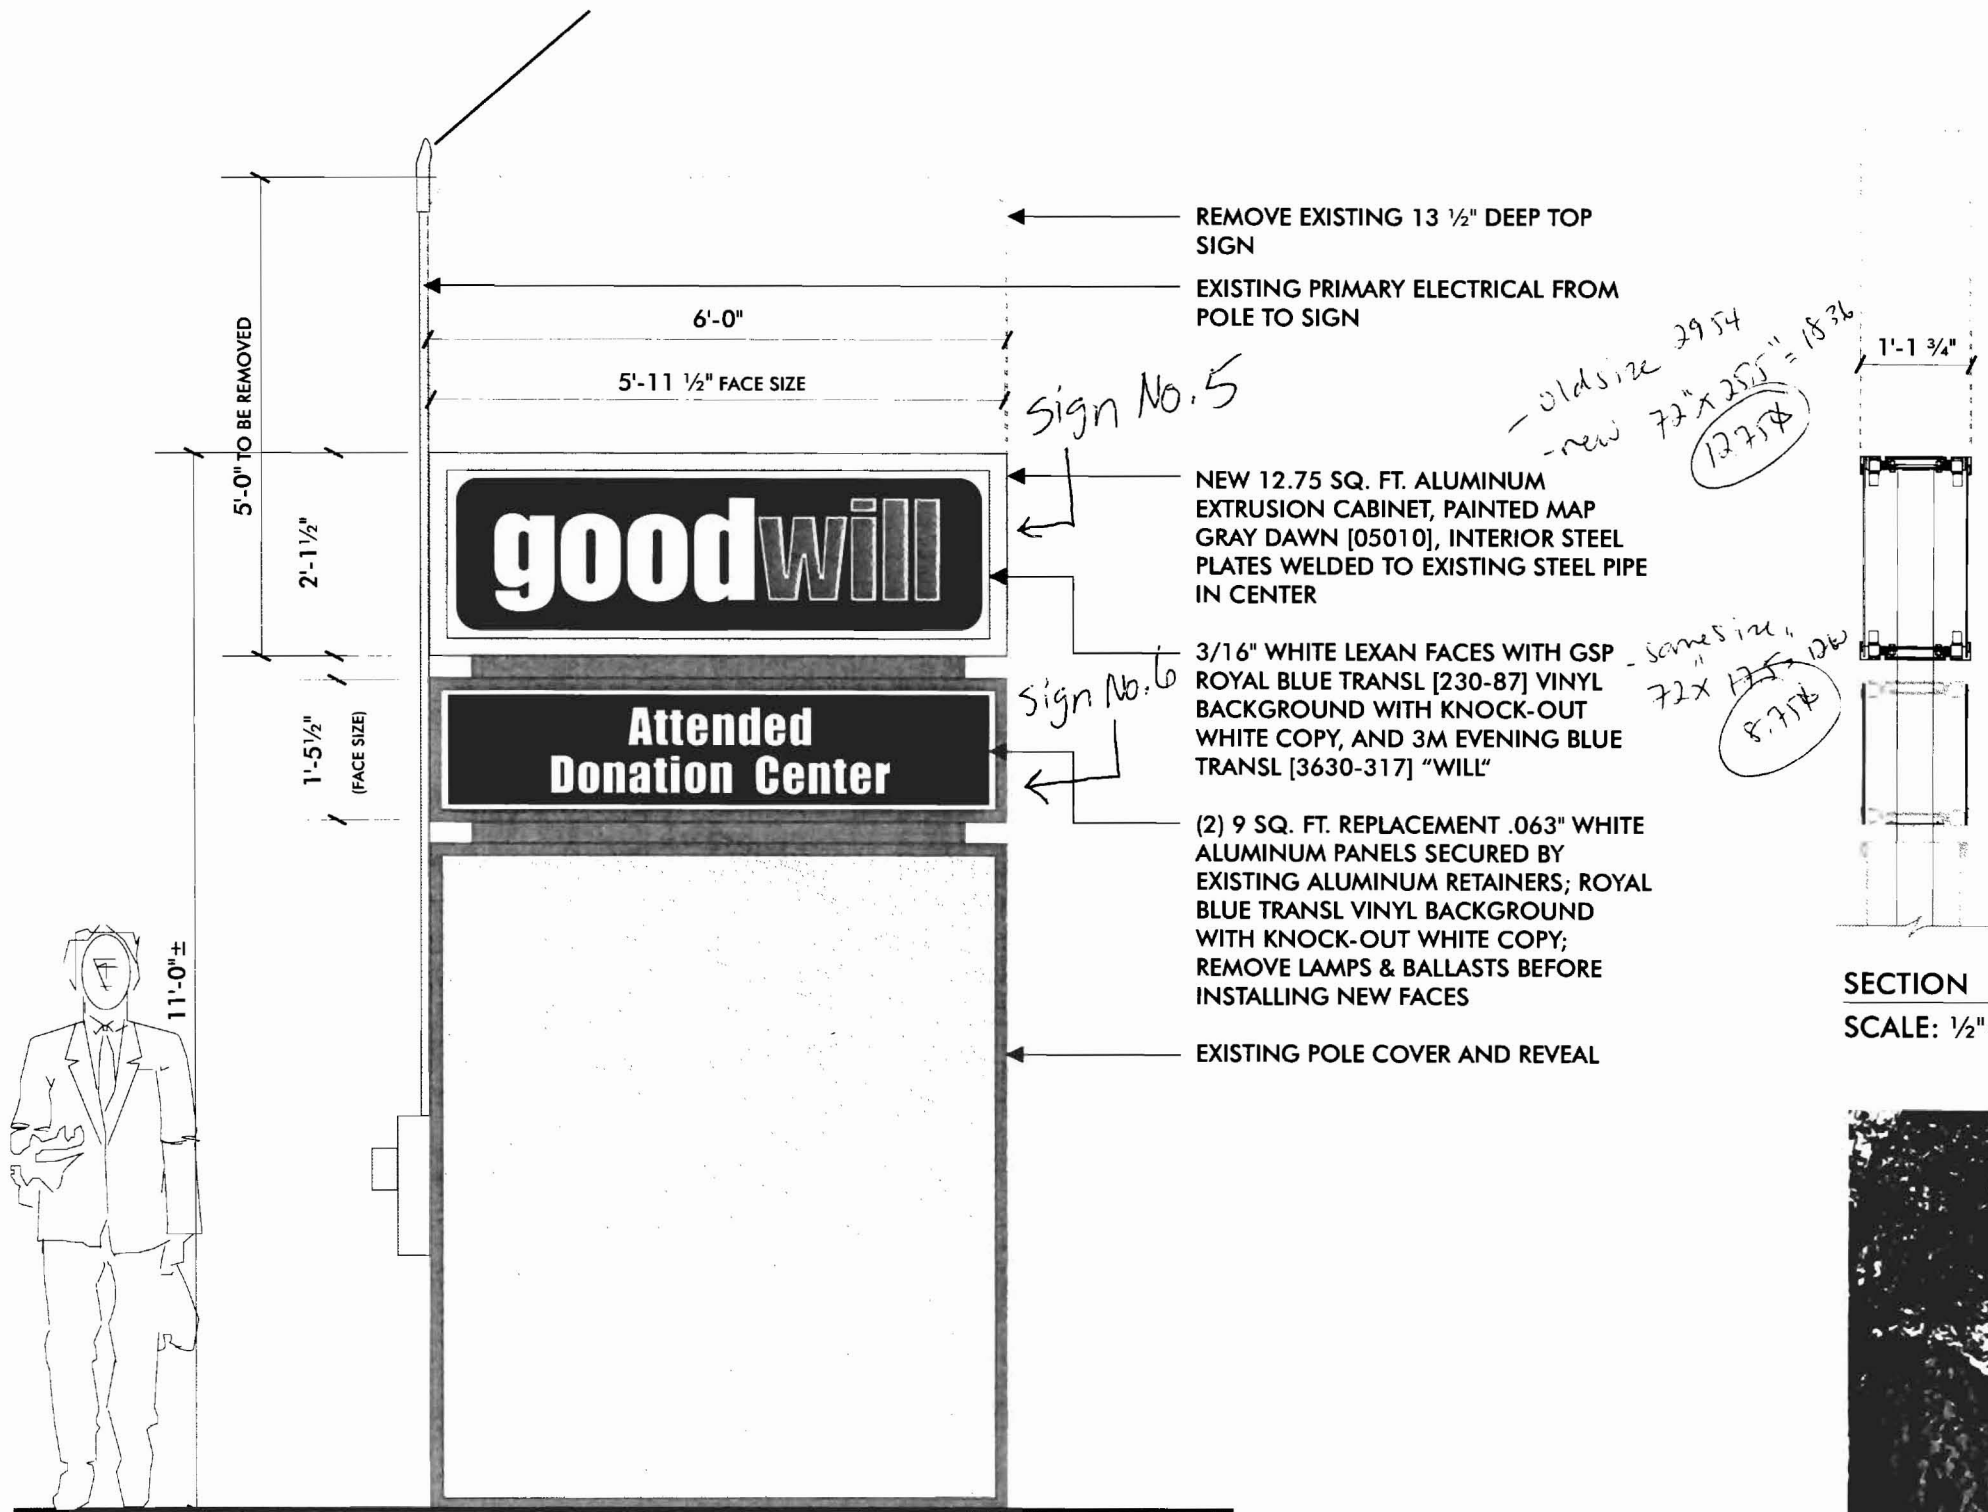 REMOVE EXISTING 13 ½" DEEP TOP
SIGN
EXISTING PRIMARY ELECTRICAL FROM
POLE TO SIGN
6'-0"
5'-11 ½" FACE SIZE
5'-0" TO BE REMOVED
2'-1½"
1'-5½"
(FACE SIZE)
11'-0"±
Sign No. 5
- old size 2954
- new 72" x 25.5" = 1836
12.75
1'-1 ¾"
goodwill
NEW 12.75 SQ. FT. ALUMINUM
EXTRUSION CABINET, PAINTED MAP
GRAY DAWN [05010], INTERIOR STEEL
PLATES WELDED TO EXISTING STEEL PIPE
IN CENTER
Sign No. 6
Attended
Donation Center
3/16" WHITE LEXAN FACES WITH GSP
ROYAL BLUE TRANSL [230-87] VINYL
BACKGROUND WITH KNOCK-OUT
WHITE COPY, AND 3M EVENING BLUE
TRANSL [3630-317] "WILL"
- same size
72" x 17.5 =
8.75
(2) 9 SQ. FT. REPLACEMENT .063" WHITE
ALUMINUM PANELS SECURED BY
EXISTING ALUMINUM RETAINERS; ROYAL
BLUE TRANSL VINYL BACKGROUND
WITH KNOCK-OUT WHITE COPY;
REMOVE LAMPS & BALLASTS BEFORE
INSTALLING NEW FACES
EXISTING POLE COVER AND REVEAL
SECTION
SCALE: ½"